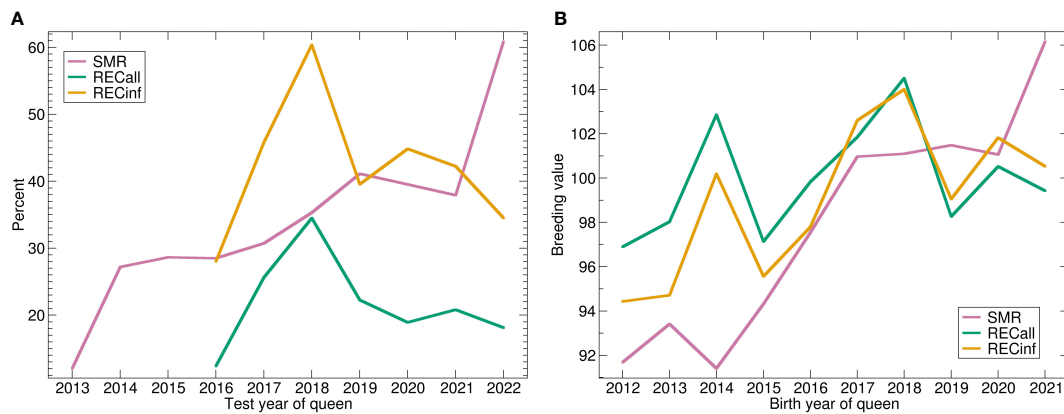 A
Percent
60
50
40
30
20
SMR
RECall
RECinf
2013 2014 2015 2016 2017 2018 2019 2020 2021 2022
Test year of queen
B
Breeding value
106
104
102
100
98
96
94
92
SMR
RECall
RECinf
2012 2013 2014 2015 2016 2017 2018 2019 2020 2021
Birth year of queen